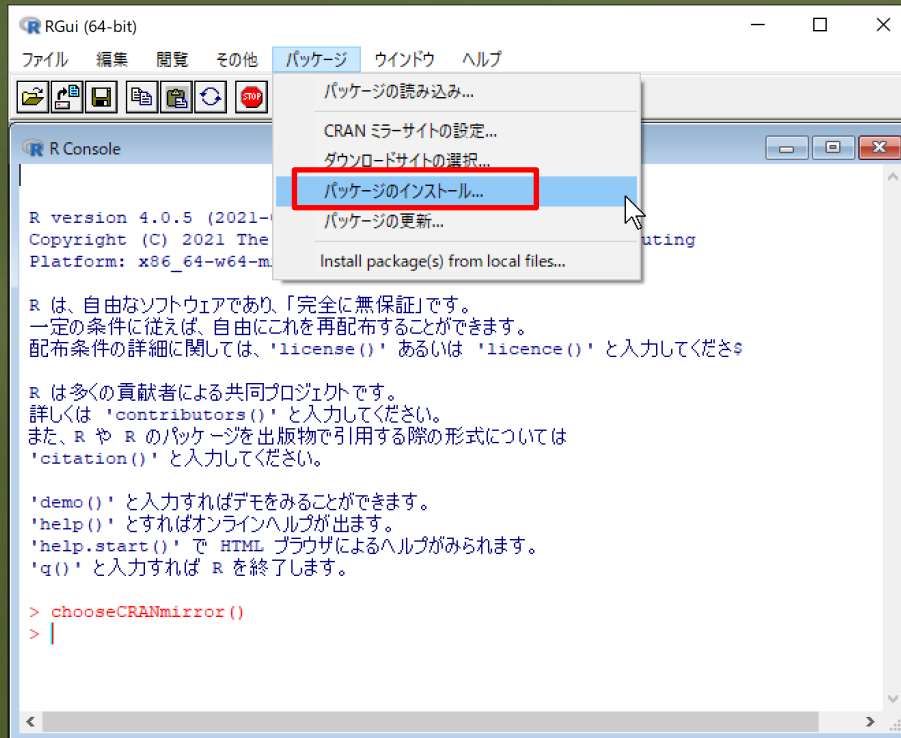 RGui (64-bit)
ファイル 編集 閲覧 その他 パッケージ ウインドウ ヘルプ
パッケージの読み込み...
CRAN ミラーサイトの設定...
ダウンロードサイトの選択...
パッケージのインストール...
パッケージの更新...
Install package(s) from local files...
STOP
R Console
R version 4.0.5 (2021-
Copyright (C) 2021 The uting
Platform: x86_64-w64-m
R は、自由なソフトウェアであり、「完全に無保証」です。
一定の条件に従えば、自由にこれを再配布することができます。
配布条件の詳細に関しては、'license()' あるいは 'licence()' と入力してくださ$
R は多くの貢献者による共同プロジェクトです。
詳しくは 'contributors()' と入力してください。
また、R や R のパッケージを出版物で引用する際の形式については
'citation()' と入力してください。
'demo()' と入力すればデモをみることができます。
'help()' とすればオンラインヘルプが出ます。
'help.start()' で HTML ブラウザによるヘルプがみられます。
'q()' と入力すれば R を終了します。
> chooseCRANmirror()
>